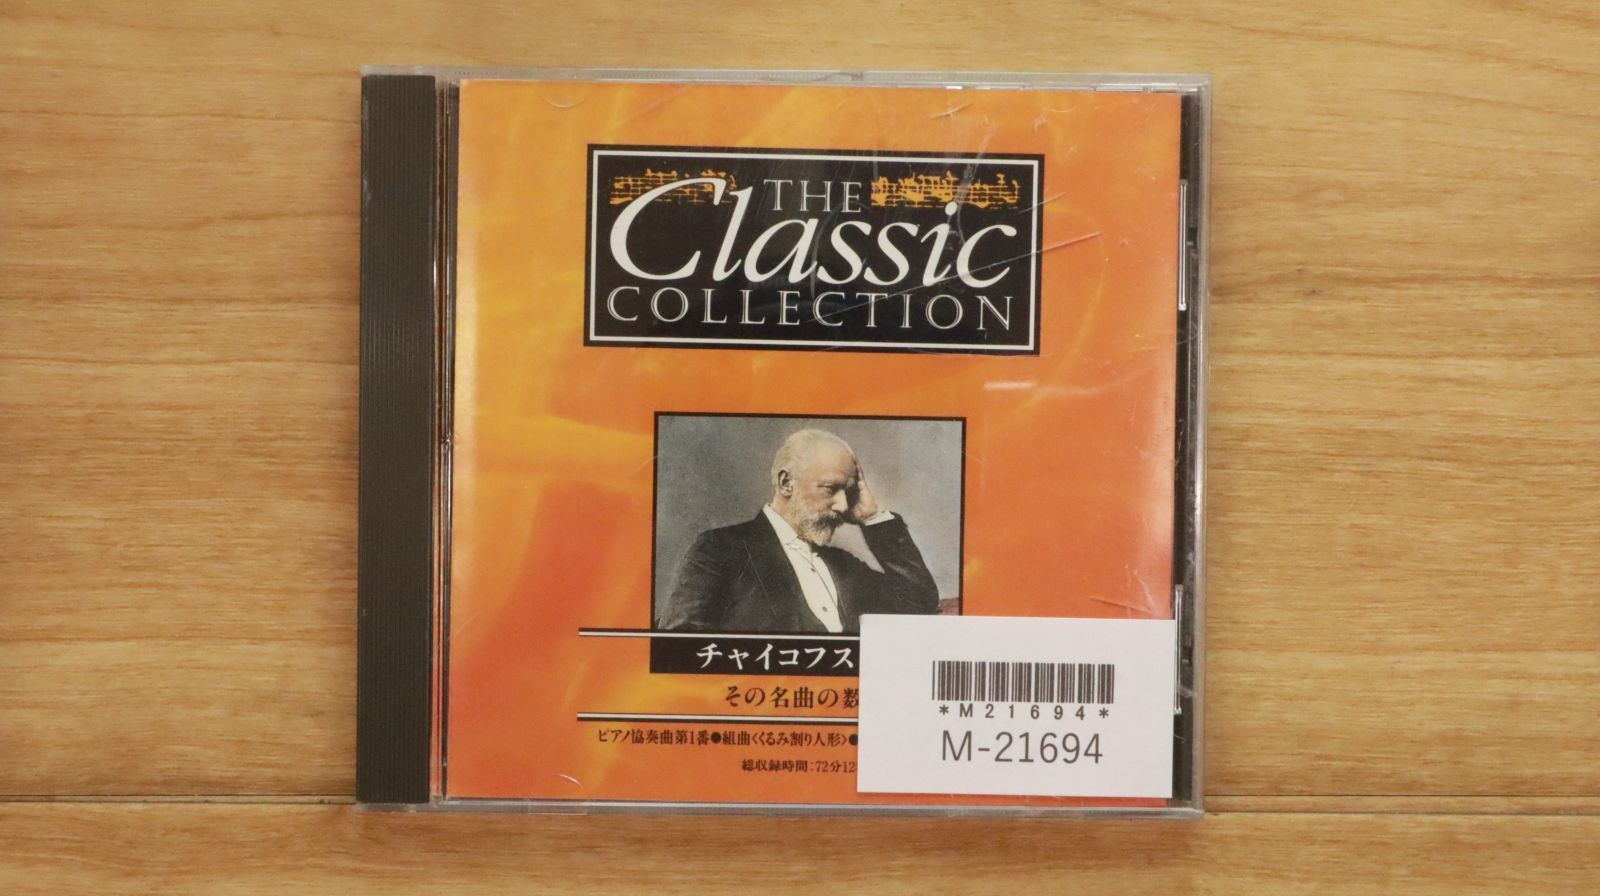 THE
Classic
COLLECTION
チャイコフス
その名曲の数
ピアノ協奏曲第1番●組曲〈くるみ割り人形〉●
総収録時間:72分12
*M21694*
M-21694